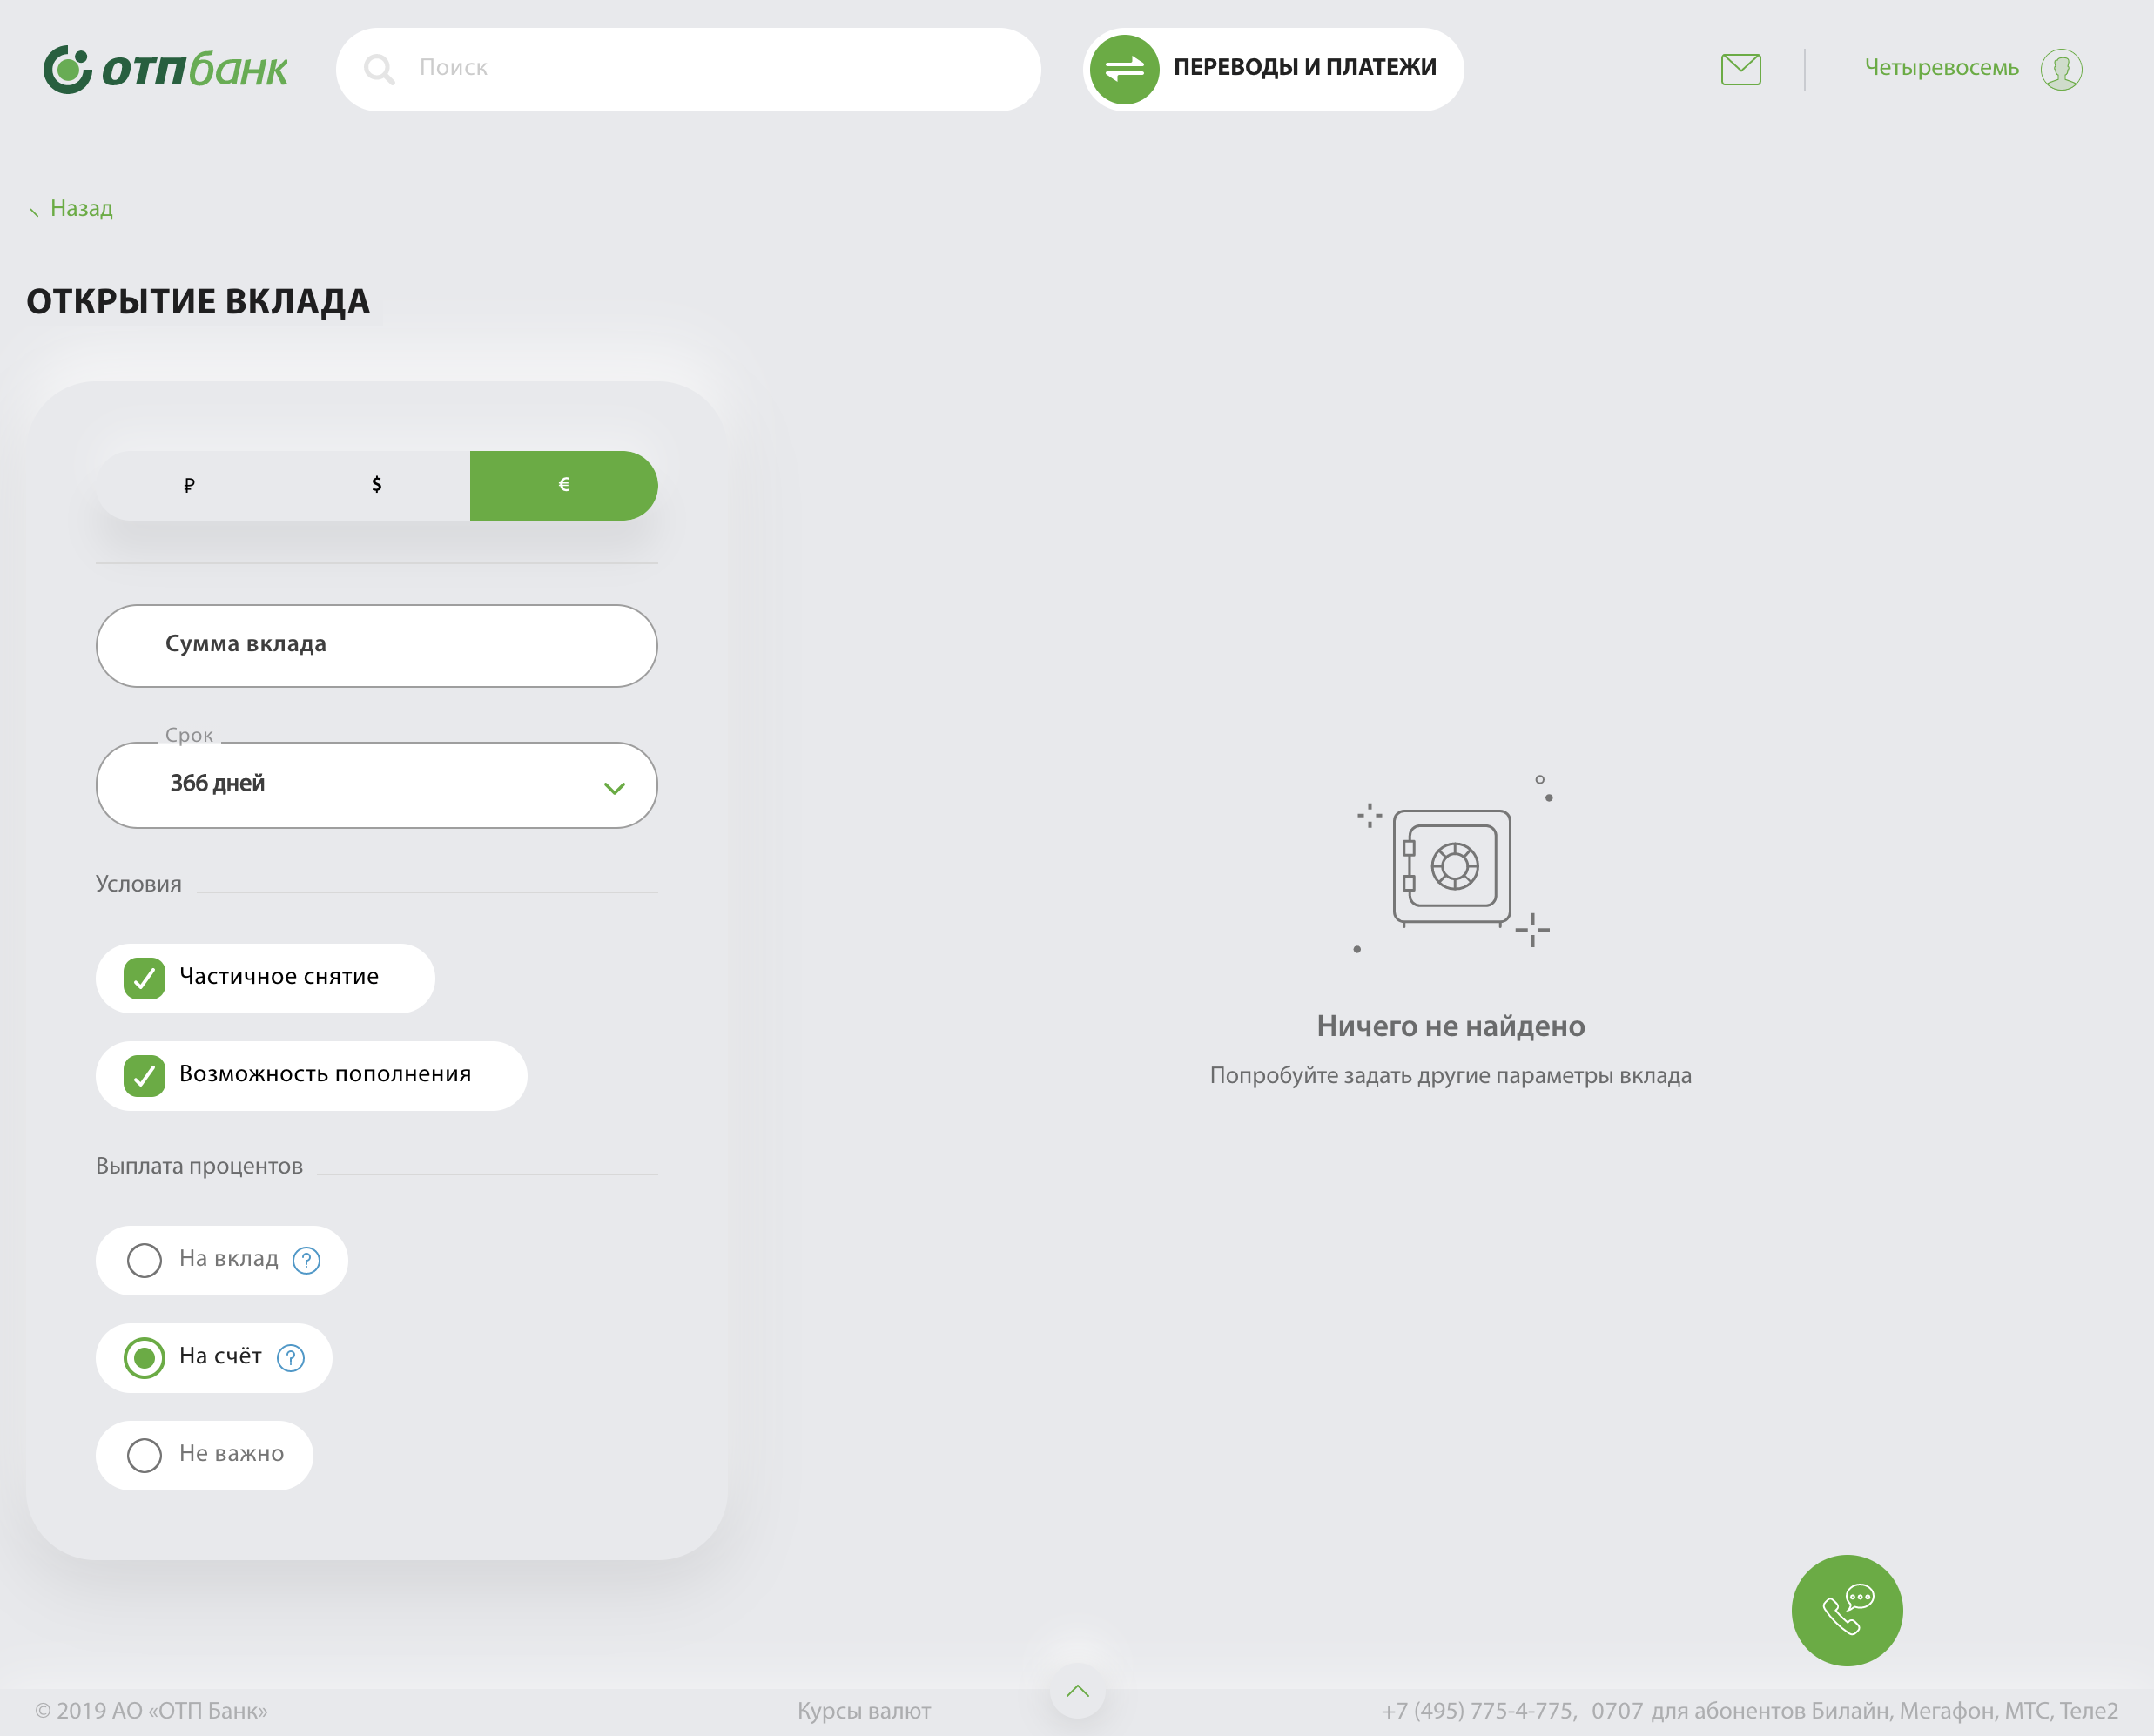 отпбанк
Поиск
ПЕРЕВОДЫ И ПЛАТЕЖИ
Четыревосемь
Назад
ОТКРЫТИЕ ВКЛАДА
₽
$
€
Сумма вклада
Срок
366 дней
Условия
Частичное снятие
Возможность пополнения
Выплата процентов
На вклад ?
На счёт ?
Не важно
Ничего не найдено
Попробуйте задать другие параметры вклада
© 2019 АО «ОТП Банк»
Курсы валют
+7 (495) 775-4-775, 0707 для абонентов Билайн, Мегафон, МТС, Теле2